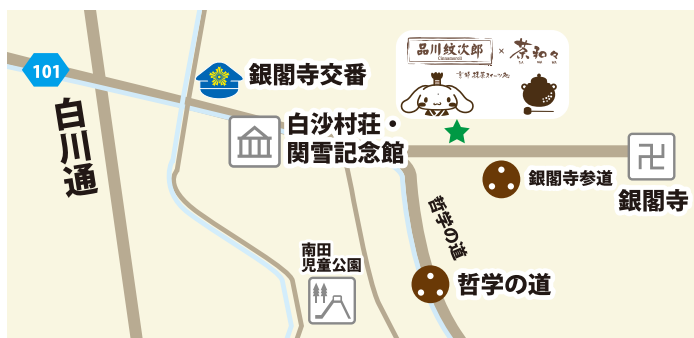 101
白川通
銀閣寺交番
白沙村荘・
関雪記念館
品川紋次郎
Cinnamoroll
×
茶和々
SAWAWA
銀閣寺参道
銀閣寺
哲学の道
哲学の道
南田
児童公園